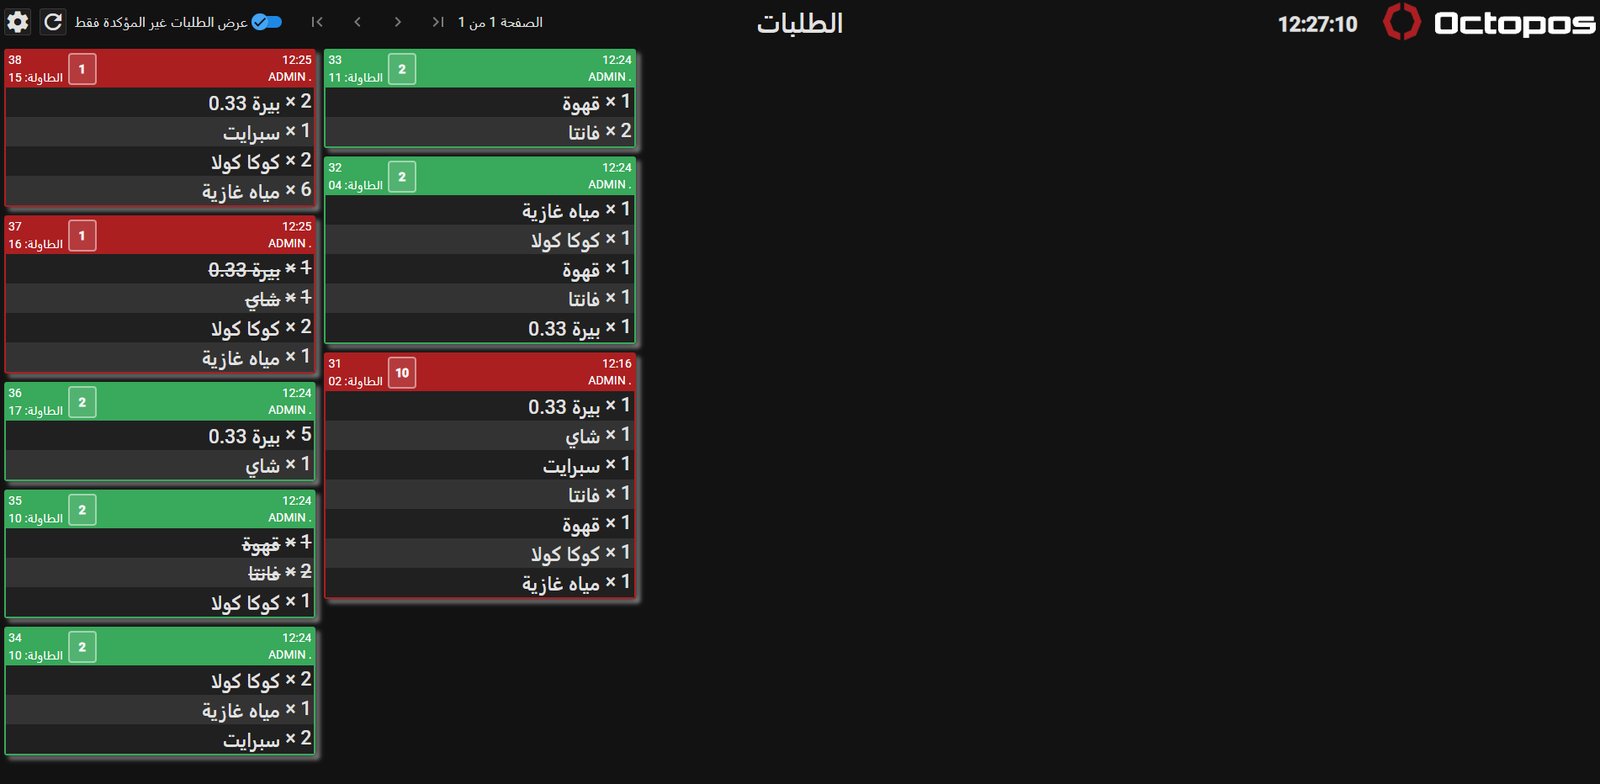 عرض الطلبات غير المؤكدة فقط
الصفحة 1 من 1
الطلبات
12:27:10
Octopos
38
12:25
الطاولة: 15
1
ADMIN .
2 × بيرة 0.33
1 × سبرايت
2 × كوكا كولا
6 × مياه غازية
37
12:25
الطاولة: 16
1
ADMIN .
1 × بيرة 0.33
1 × شاي
2 × كوكا كولا
1 × مياه غازية
36
12:24
الطاولة: 17
2
ADMIN .
5 × بيرة 0.33
1 × شاي
35
12:24
الطاولة: 10
2
ADMIN .
1 × قهوة
2 × فانتا
1 × كوكا كولا
34
12:24
الطاولة: 10
2
ADMIN .
2 × كوكا كولا
1 × مياه غازية
2 × سبرايت
33
12:24
الطاولة: 11
2
ADMIN .
1 × قهوة
2 × فانتا
32
12:24
الطاولة: 04
2
ADMIN .
1 × مياه غازية
1 × كوكا كولا
1 × قهوة
1 × فانتا
1 × بيرة 0.33
31
12:16
الطاولة: 02
10
ADMIN .
1 × بيرة 0.33
1 × شاي
1 × سبرايت
1 × فانتا
1 × قهوة
1 × كوكا كولا
1 × مياه غازية